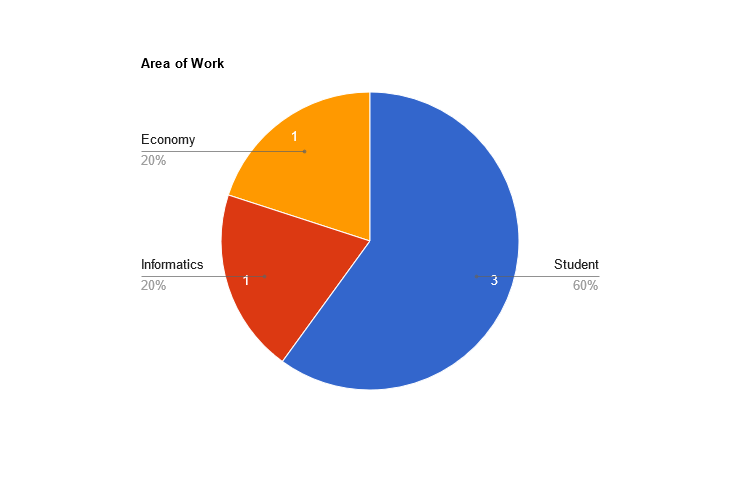 Area of Work
1
Economy
20%
Informatics
20%
1
Student
60%
3